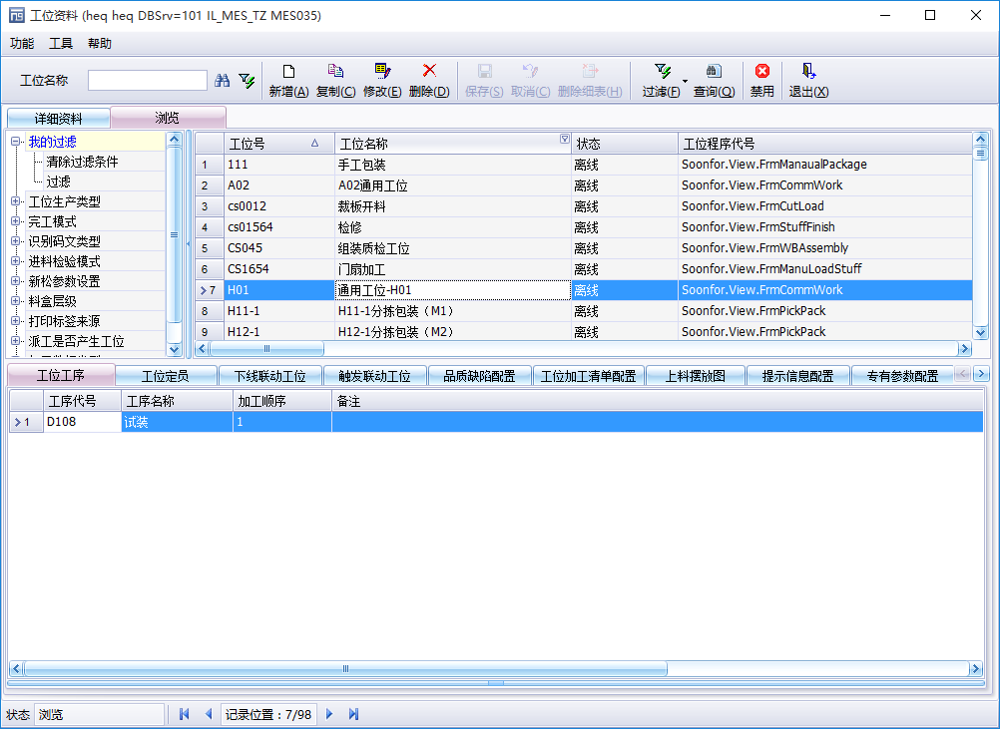 工位资料 (heq heq DBSrv=101 IL_MES_TZ MES035)
功能 工具 帮助
工位名称 新增(A) 复制(C) 修改(E) 删除(D) 保存(S) 取消(C) 删除细表(H) 过滤(F) 查询(Q) 禁用 退出(X)
详细资料 浏览
我的过滤
清除过滤条件
过滤
工位生产类型
完工模式
识别码文类型
进料检验模式
新松参数设置
料盒层级
打印标签来源
派工是否产生工位
工位号 工位名称 状态 工位程序代号
1 111 手工包装 离线 Soonfor.View.FrmManaualPackage
2 A02 A02通用工位 离线 Soonfor.View.FrmCommWork
3 cs0012 裁板开料 离线 Soonfor.View.FrmCutLoad
4 cs01564 检修 离线 Soonfor.View.FrmStuffFinish
5 CS045 组装质检工位 离线 Soonfor.View.FrmWBAssembly
6 CS1654 门扇加工 离线 Soonfor.View.FrmManuLoadStuff
7 H01 通用工位-H01 离线 Soonfor.View.FrmCommWork
8 H11-1 H11-1分拣包装（M1） 离线 Soonfor.View.FrmPickPack
9 H12-1 H12-1分拣包装（M2） 离线 Soonfor.View.FrmPickPack
工位工序 工位定员 下线联动工位 触发联动工位 品质缺陷配置 工位加工清单配置 上料摆放图 提示信息配置 专有参数配置
工序代号 工序名称 加工顺序 备注
1 D108 试装 1
状态 浏览 记录位置：7/98